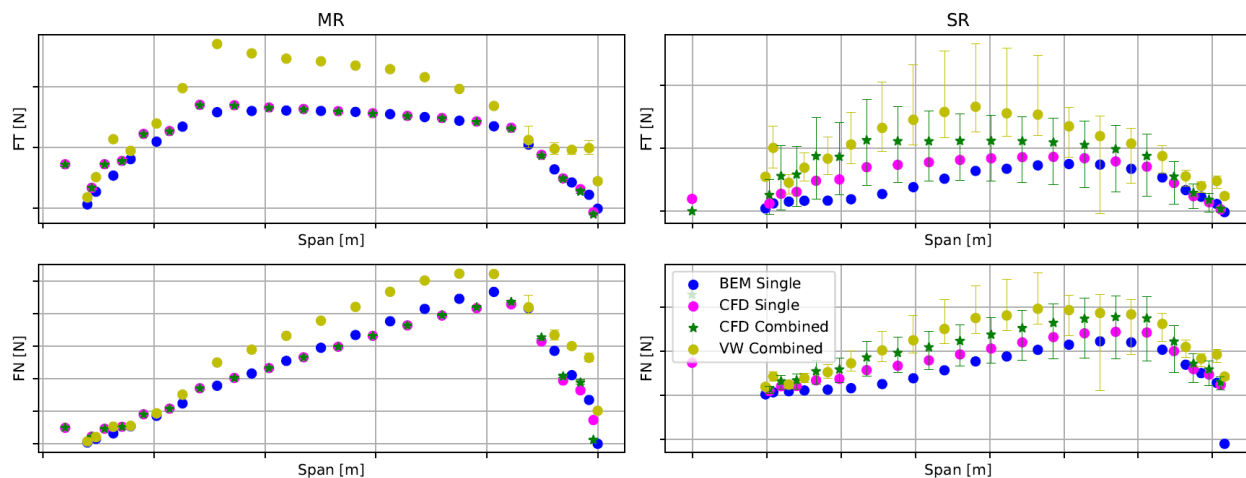 MR
SR
FT [N]
FT [N]
Span [m]
Span [m]
FN [N]
FN [N]
BEM Single
CFD Single
CFD Combined
VW Combined
Span [m]
Span [m]